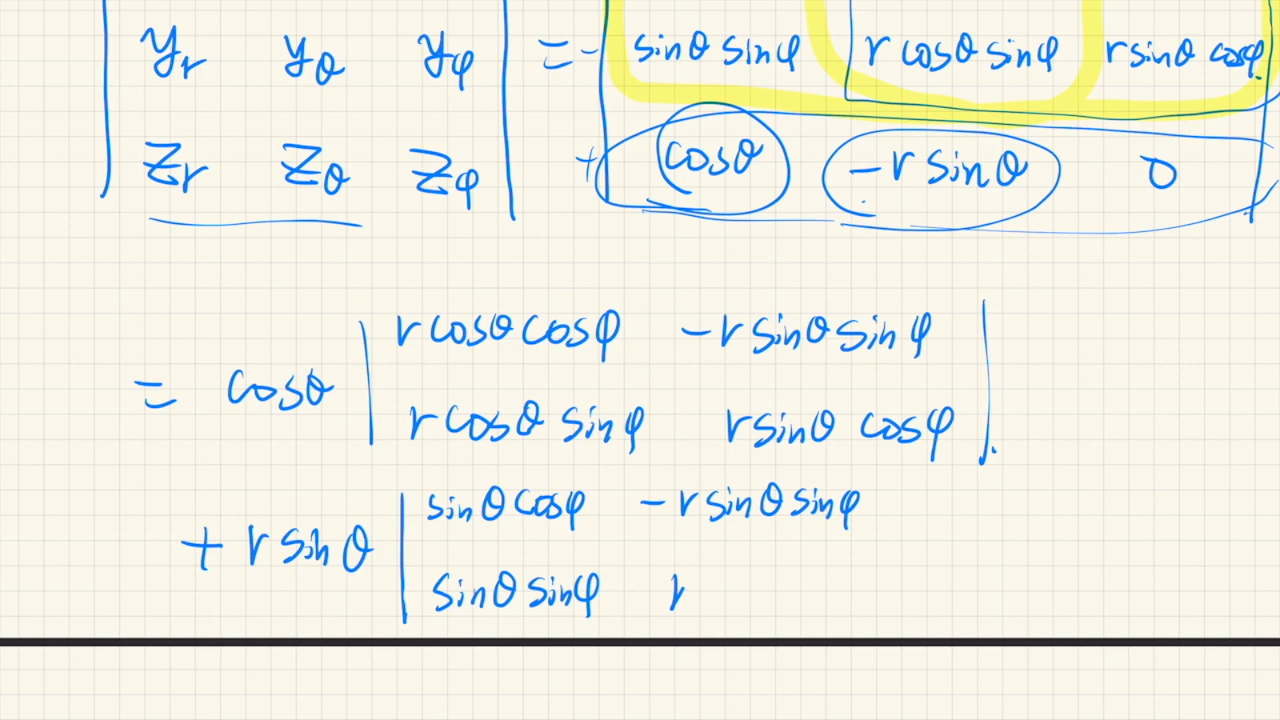 y_r y_θ y_φ = - sinθ sinφ r cosθ sinφ r sinθ cosφ.
z_r z_θ z_φ + cosθ -r sinθ 0
= cosθ | r cosθ cosφ -r sinθ sinφ |
r cosθ sinφ r sinθ cosφ .
+ r sinθ | sinθ cosφ -r sinθ sinφ
sinθ sinφ r